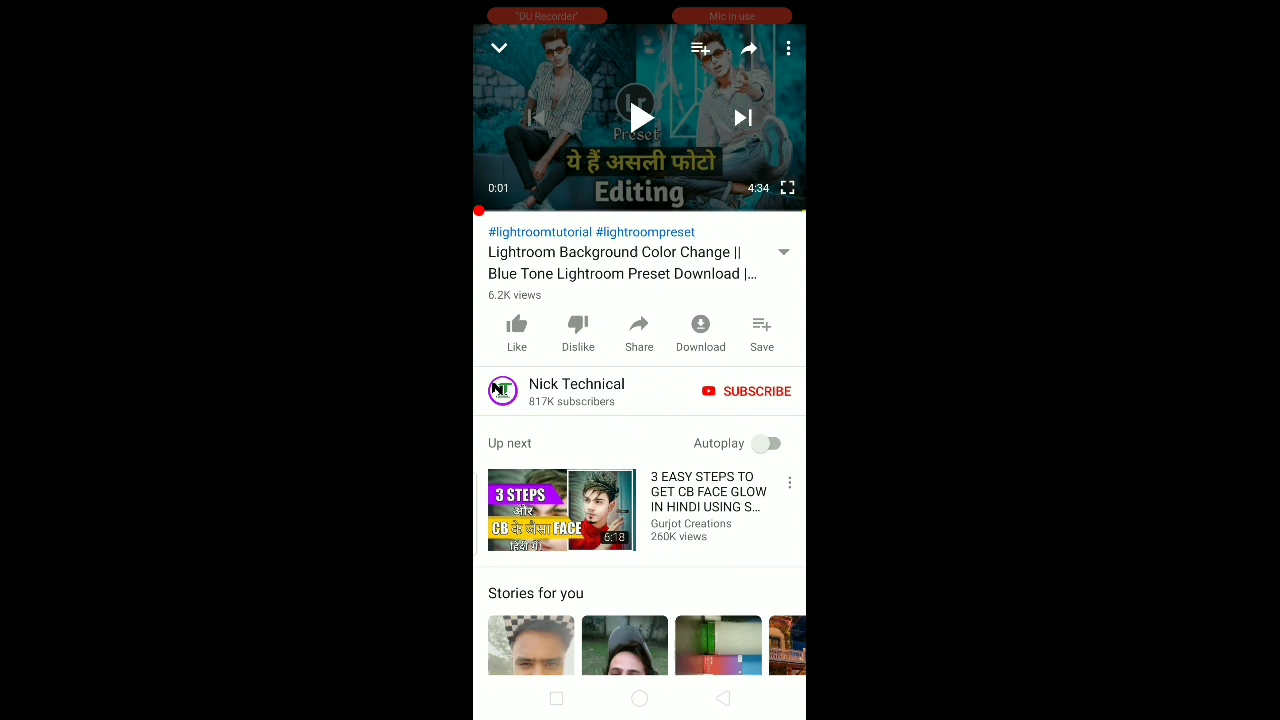 "DU Recorder"
Mic in use
Lr
Preset
ये हैं असली फोटो
Editing
0:01
4:34
#lightroomtutorial #lightroompreset
Lightroom Background Color Change ||
Blue Tone Lightroom Preset Download |...
6.2K views
Like
Dislike
Share
Download
Save
NT
Nick Technical
817K subscribers
SUBSCRIBE
Up next
Autoplay
3 STEPS
और
CB के जैसा FACE
हिंदी में
6:18
3 EASY STEPS TO
GET CB FACE GLOW
IN HINDI USING S...
Gurjot Creations
260K views
Stories for you